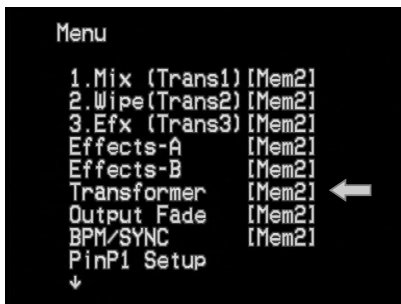 Menu
1.Mix (Trans1)[Mem2]
2.Wipe(Trans2)[Mem2]
3.Efx (Trans3)[Mem2]
Effects-A [Mem2]
Effects-B [Mem2]
Transformer [Mem2]
Output Fade [Mem2]
BPM/SYNC [Mem2]
PinP1 Setup